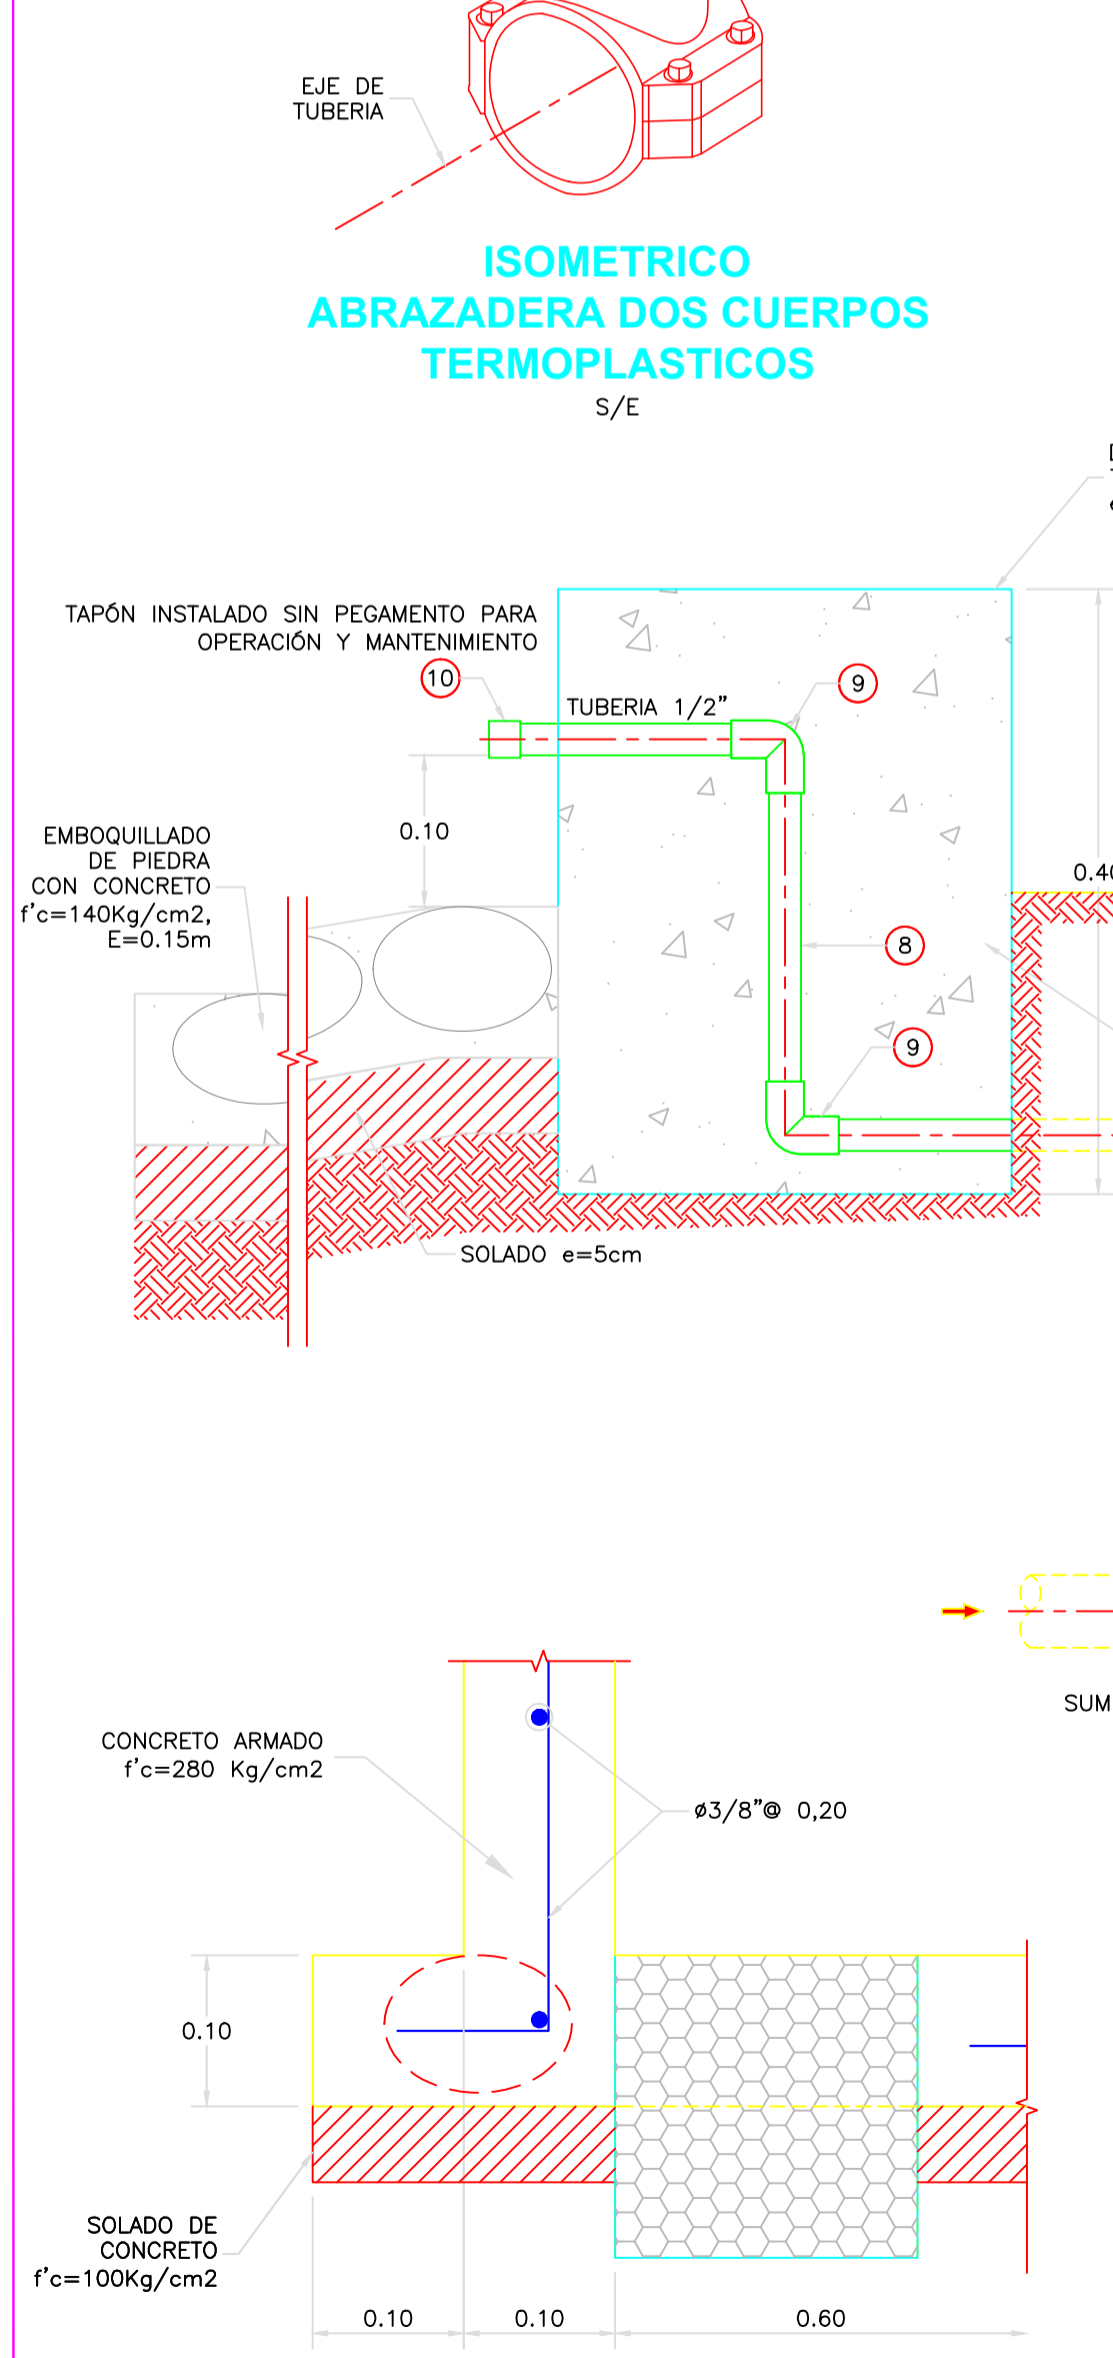 EJE DE
TUBERIA
ISOMETRICO
ABRAZADERA DOS CUERPOS
TERMOPLASTICOS
S/E
TAPÓN INSTALADO SIN PEGAMENTO PARA
OPERACIÓN Y MANTENIMIENTO
10
TUBERIA 1/2"
9
0.10
EMBOQUILLADO
DE PIEDRA
CON CONCRETO
f'c=140Kg/cm2,
E=0.15m
0.40
8
9
SOLADO e=5cm
SUM
CONCRETO ARMADO
f'c=280 Kg/cm2
ø3/8"@ 0,20
0.10
SOLADO DE
CONCRETO
f'c=100Kg/cm2
0.10
0.10
0.60